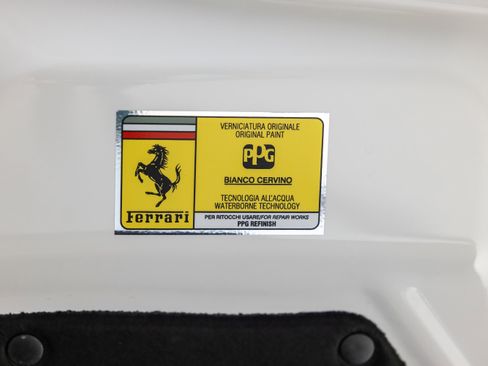 VERNICIATURA ORIGINALE
ORIGINAL PAINT
PPG
BIANCO CERVINO
TECNOLOGIA ALL'ACQUA
WATERBORNE TECHNOLOGY
Ferrari
PER RITOCCHI USARE/FOR REPAIR WORKS
PPG REFINISH